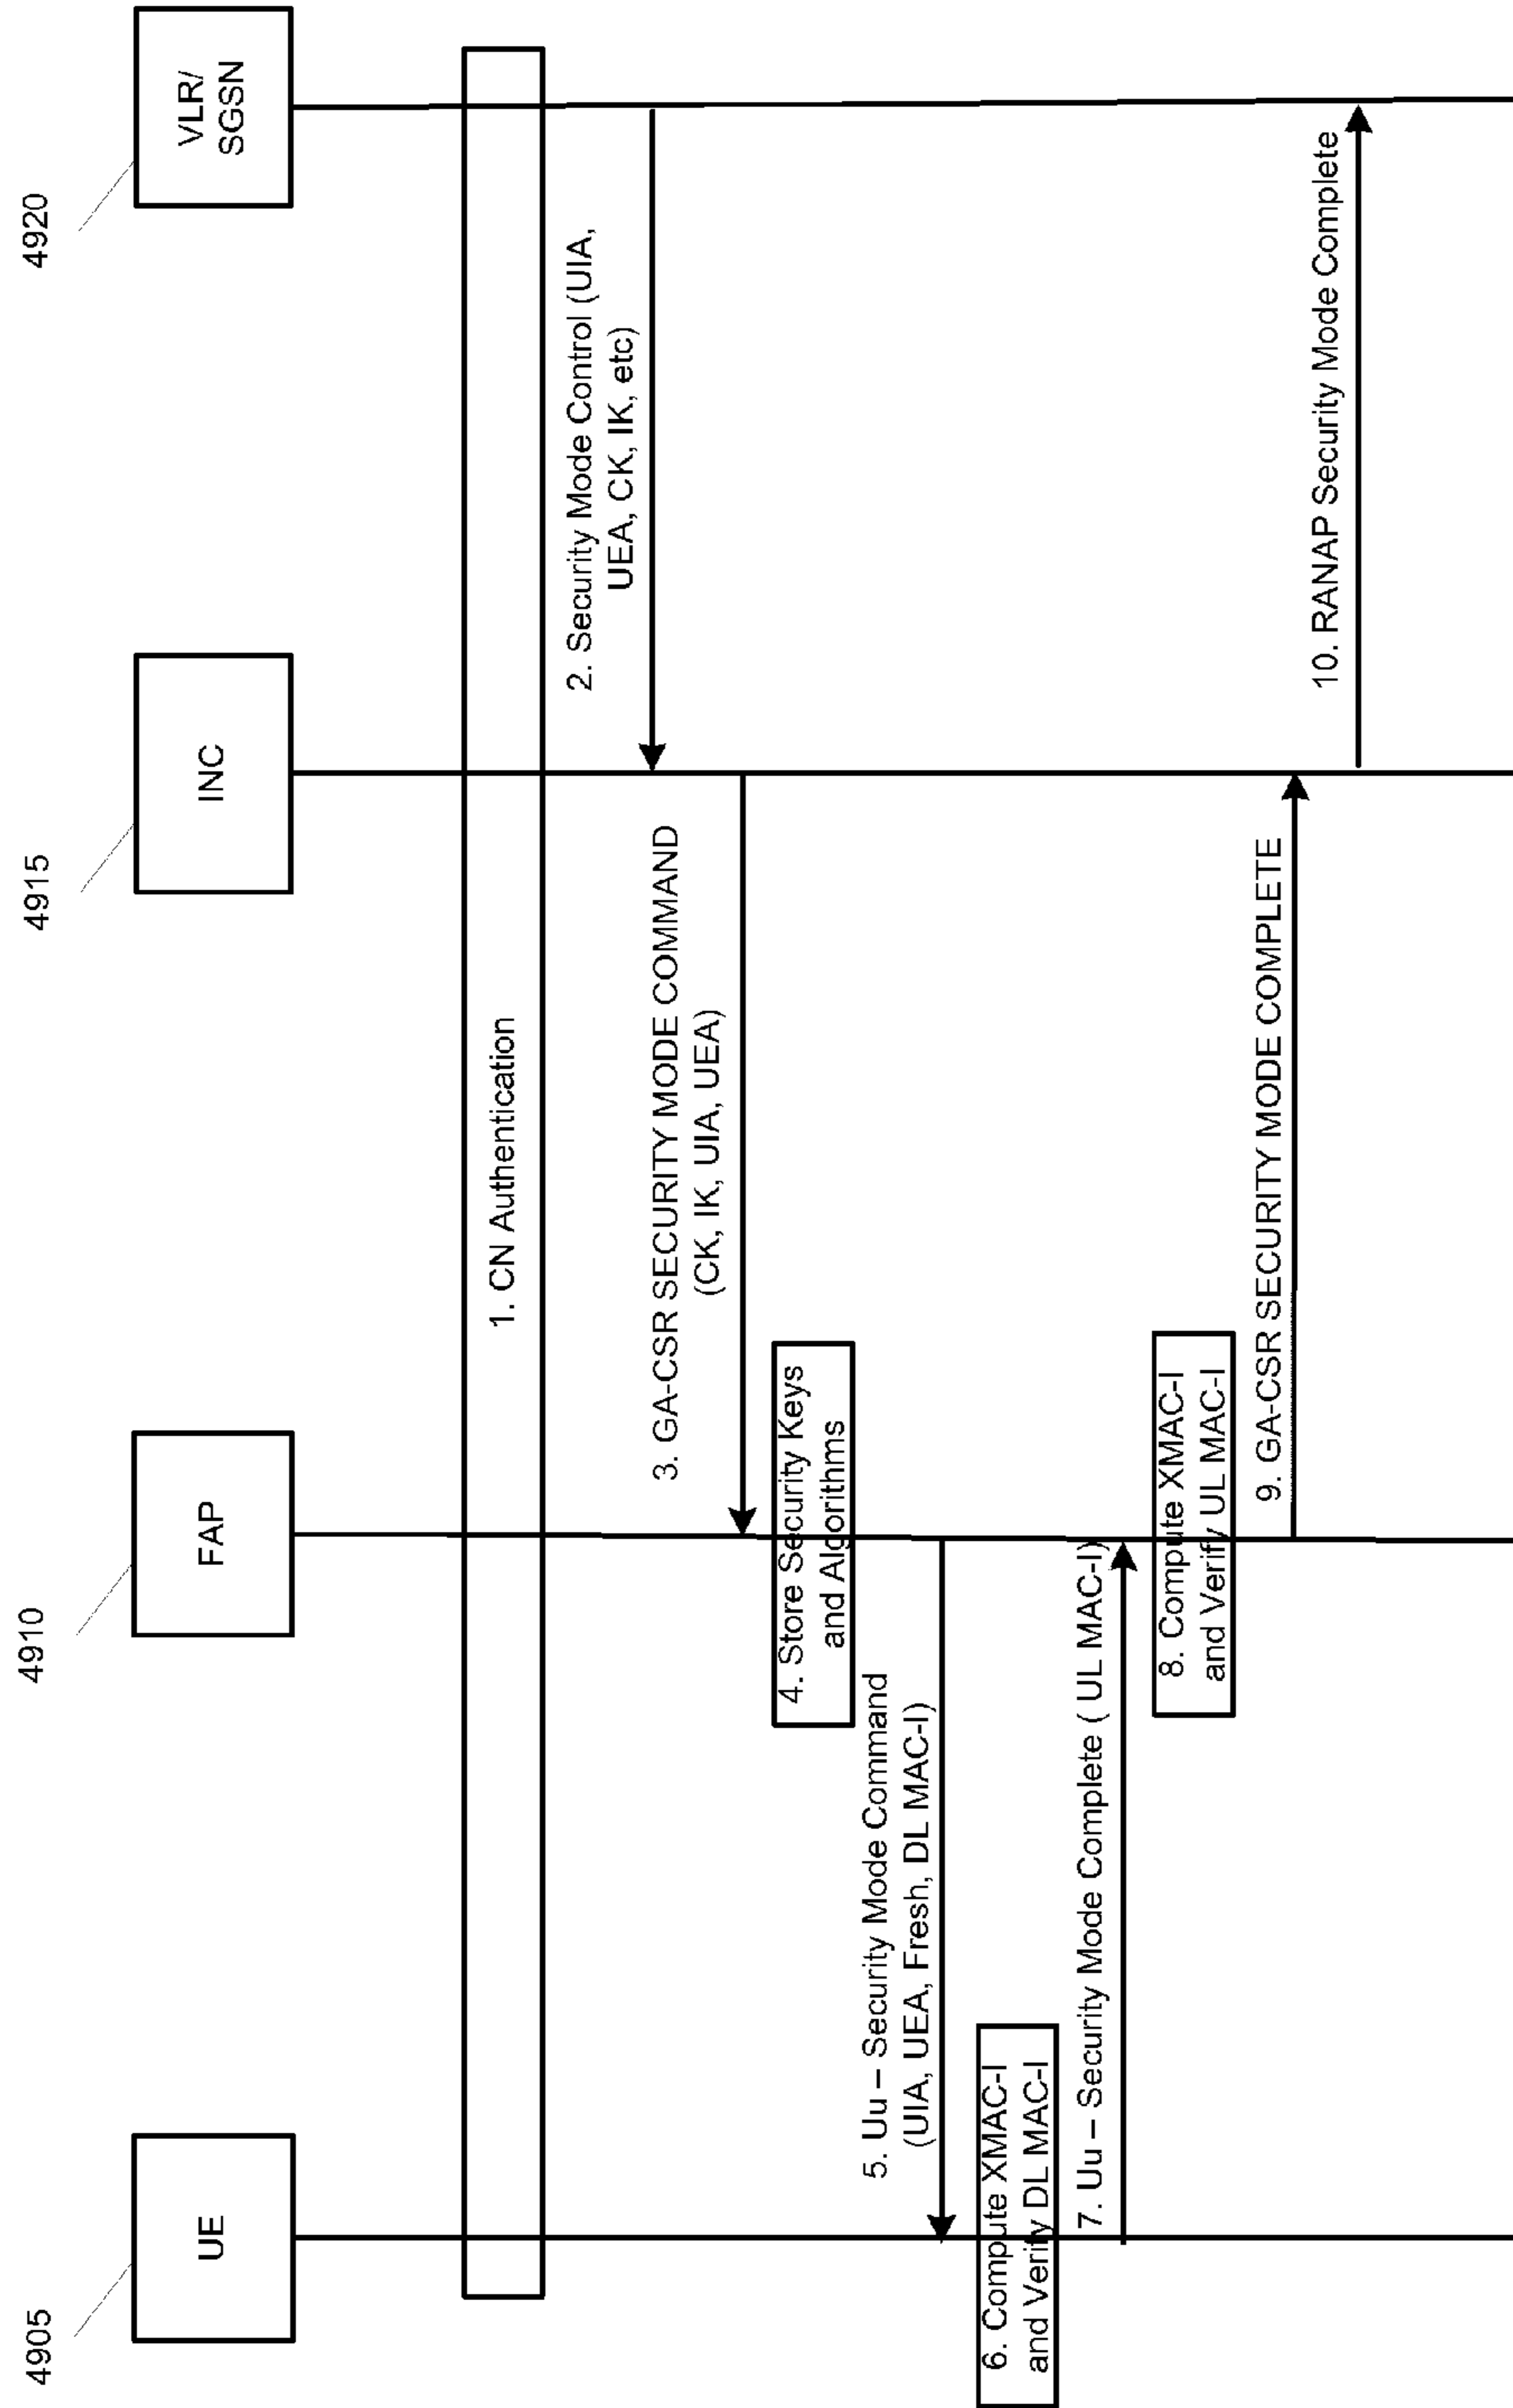 4905
4910
4915
4920
UE
FAP
INC
VLR/
SGSN
1. CN Authentication
2. Security Mode Control (UIA,
UEA, CK, IK, etc)
3. GA-CSR SECURITY MODE COMMAND
(CK, IK, UIA, UEA)
4. Store Security Keys
and Algorithms
5. Uu – Security Mode Command
(UIA, UEA, Fresh, DL MAC-I)
6. Compute XMAC-I
and Verify DL MAC-I
7. Uu – Security Mode Complete ( UL MAC-I)
8. Compute XMAC-I
and Verify UL MAC-I
9. GA-CSR SECURITY MODE COMPLETE
10. RANAP Security Mode Complete